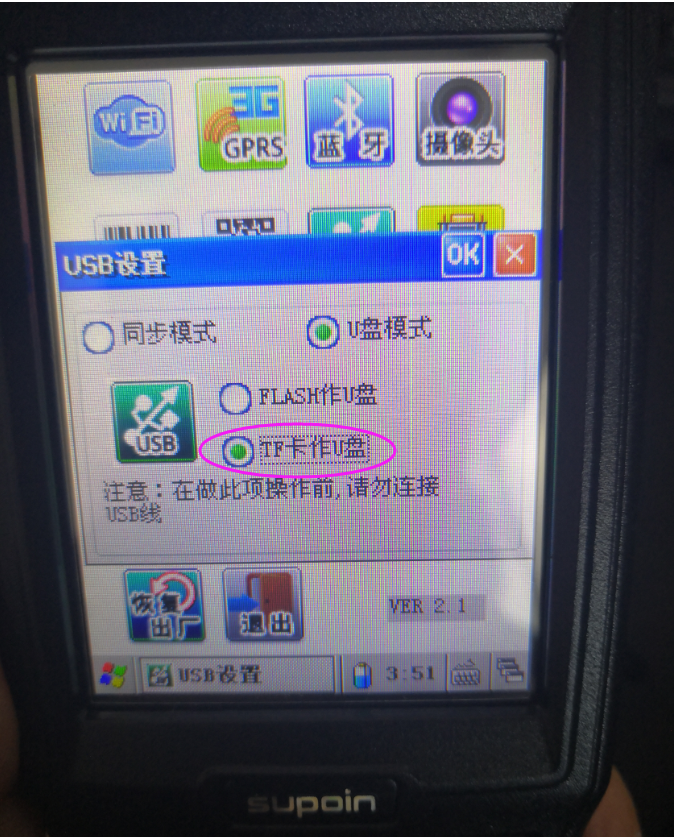 WiFi
3G
GPRS
蓝牙
摄像头
USB设置
OK
同步模式
U盘模式
FLASH作U盘
USB
TF卡作U盘
注意：在做此项操作前,请勿连接
USB线
恢复
出厂
退出
VER 2.1
USB设置
3:51
supoin